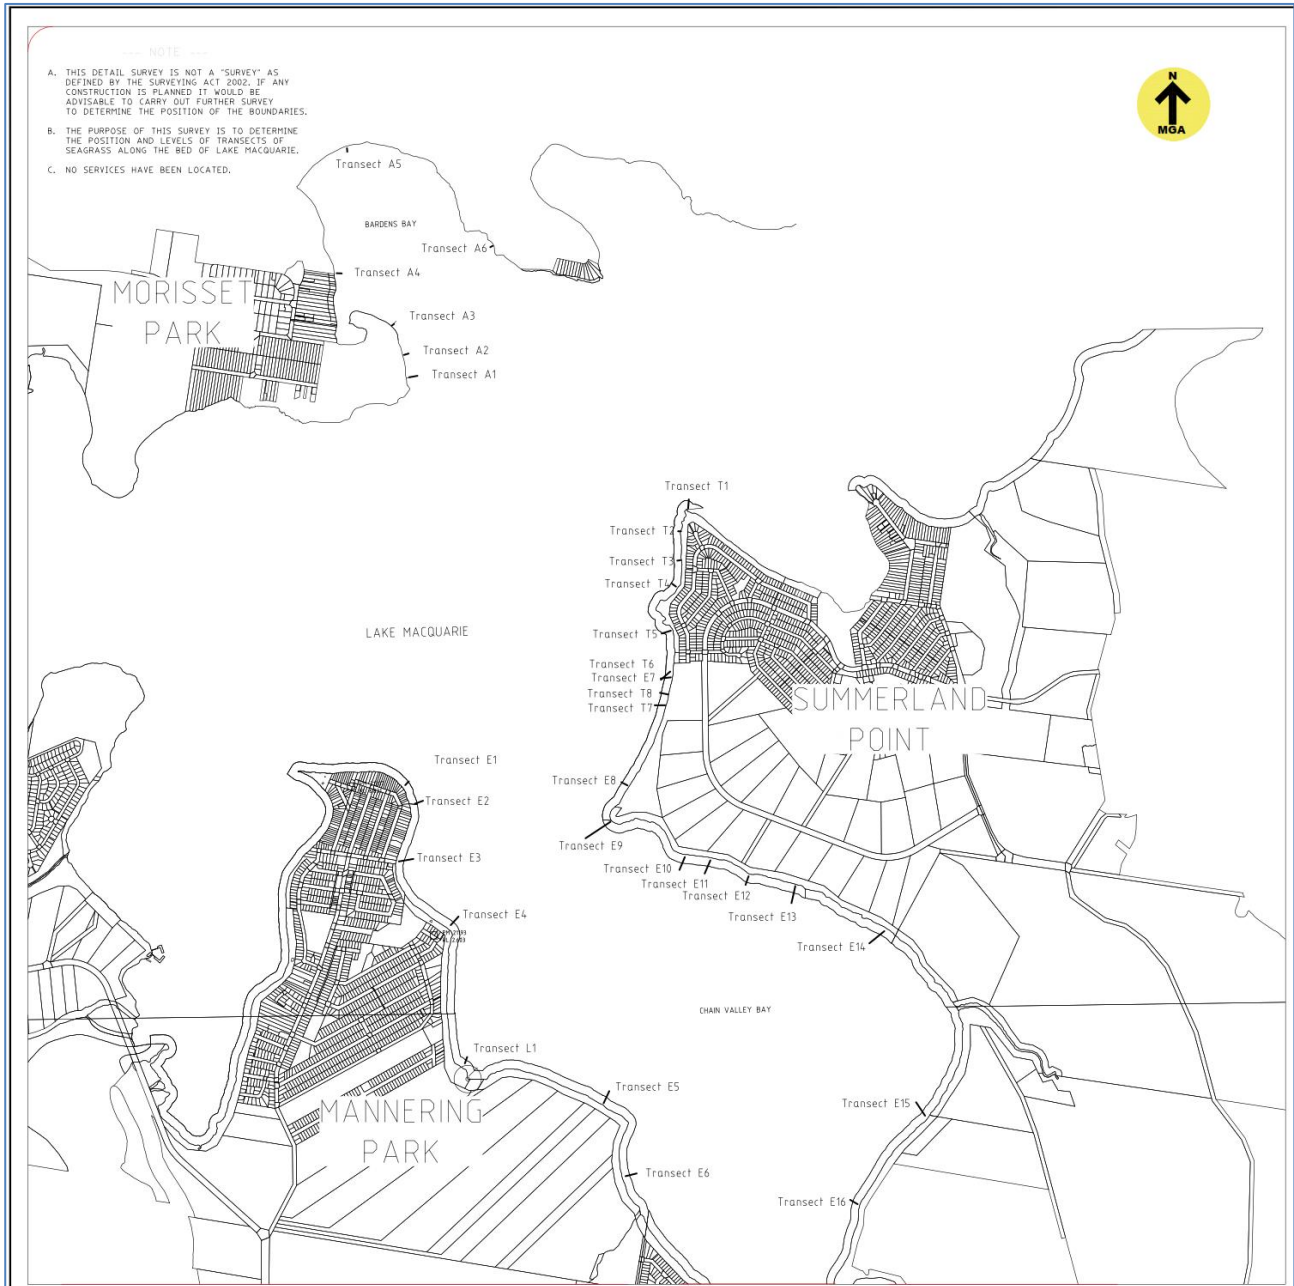 --- NOTE ---
A. THIS DETAIL SURVEY IS NOT A "SURVEY" AS
DEFINED BY THE SURVEYING ACT 2002. IF ANY
CONSTRUCTION IS PLANNED IT WOULD BE
ADVISABLE TO CARRY OUT FURTHER SURVEY
TO DETERMINE THE POSITION OF THE BOUNDARIES.
B. THE PURPOSE OF THIS SURVEY IS TO DETERMINE
THE POSITION AND LEVELS OF TRANSECTS OF
SEAGRASS ALONG THE BED OF LAKE MACQUARIE.
C. NO SERVICES HAVE BEEN LOCATED.
N
MGA
Transect A5
BARDENS BAY
Transect A6
Transect A4
MORISSET
PARK
Transect A3
Transect A2
Transect A1
Transect T1
Transect T2
Transect T3
Transect T4
LAKE MACQUARIE
Transect T5
Transect T6
Transect E7
Transect T8
Transect T7
SUMMERLAND
POINT
Transect E1
Transect E8
Transect E2
Transect E9
Transect E3
Transect E10
Transect E11
Transect E12
Transect E13
Transect E4
Transect E14
CHAIN VALLEY BAY
Transect L1
Transect E5
Transect E15
MANNERING
PARK
Transect E6
Transect E16